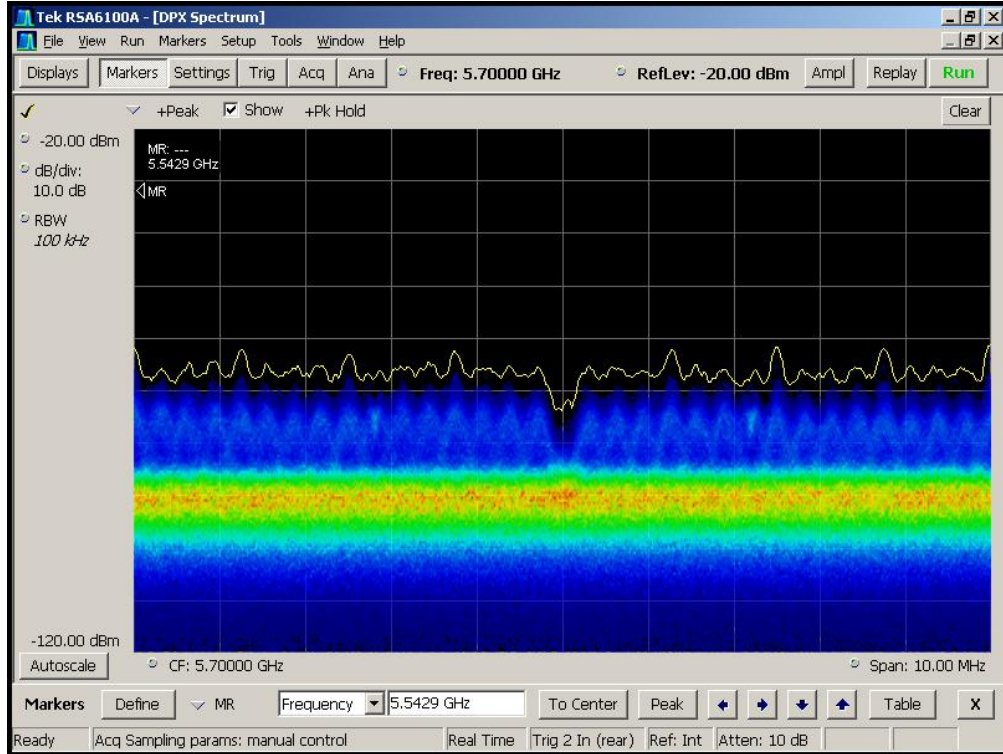 Tek RSA6100A - [DPX Spectrum]
File View Run Markers Setup Tools Window Help
Displays Markers Settings Trig Acq Ana Freq: 5.70000 GHz RefLev: -20.00 dBm Ampl Replay Run
+Peak Show +Pk Hold Clear
-20.00 dBm
dB/div:
10.0 dB
RBW
100 kHz
MR: ---
5.5429 GHz
MR
-120.00 dBm
Autoscale CF: 5.70000 GHz Span: 10.00 MHz
Markers Define MR Frequency 5.5429 GHz To Center Peak Table X
Ready Acq Sampling params: manual control Real Time Trig 2 In (rear) Ref: Int Atten: 10 dB